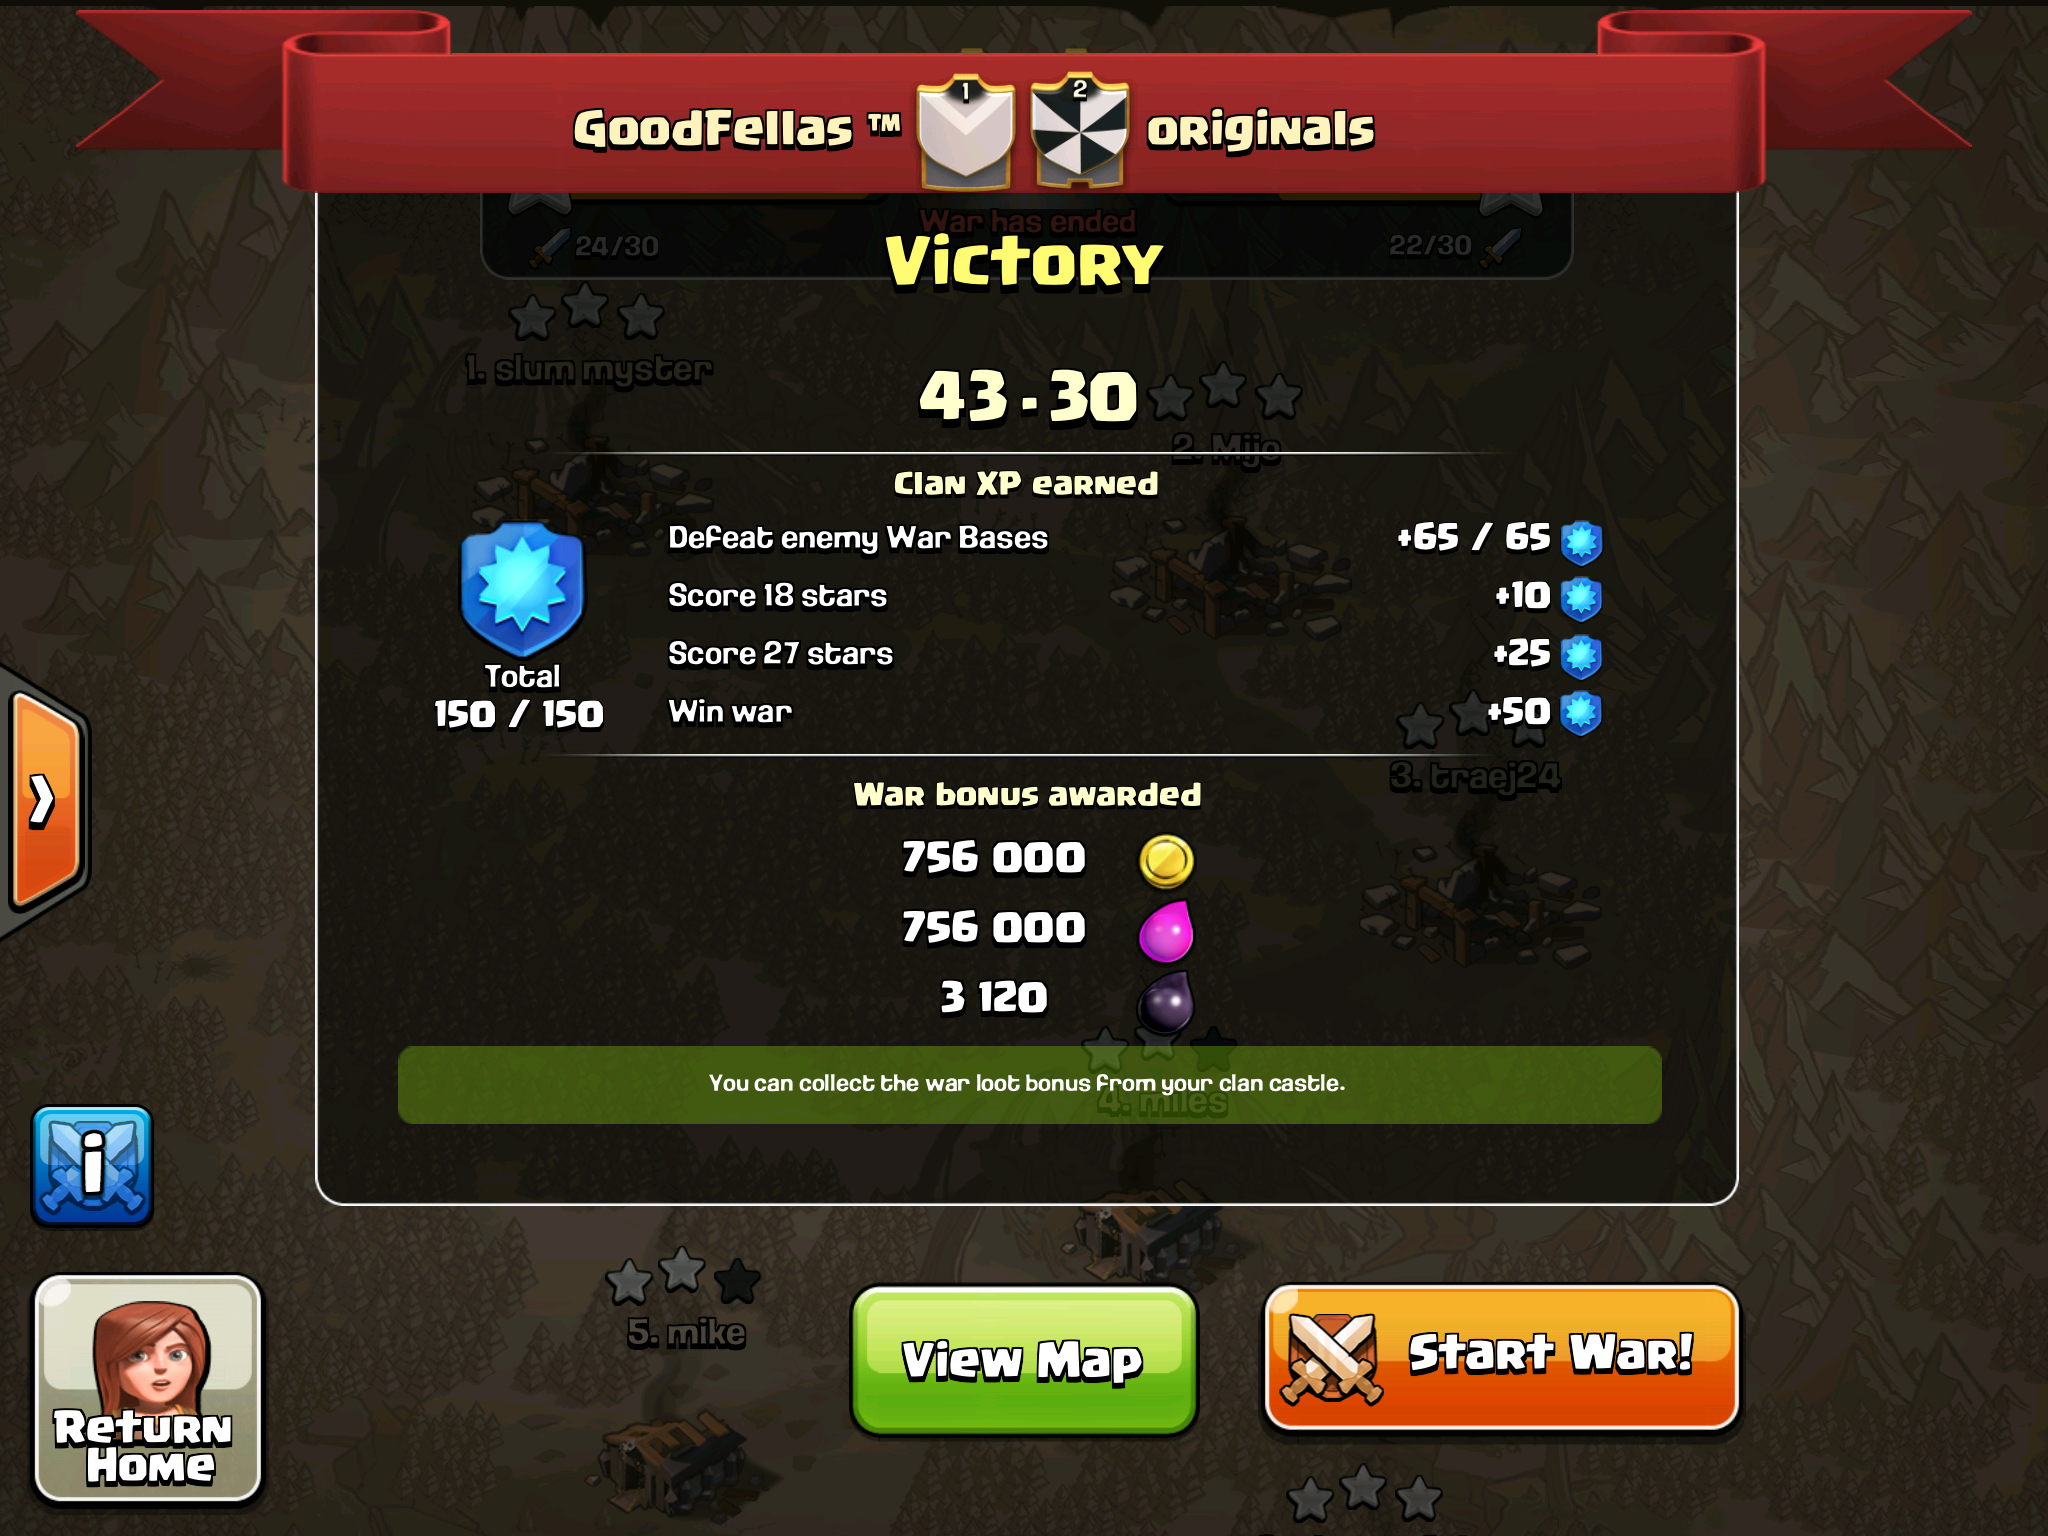 GoodFellas ™ 1 2 originals
War has ended
24/30 22/30
Victory
1. slum myster
43 - 30
2. Mijo
Clan XP earned
Defeat enemy War Bases +65 / 65
Score 18 stars +10
Score 27 stars +25
Total
150 / 150
Win war +50
3. traej24
War bonus awarded
756 000
756 000
3 120
You can collect the war loot bonus from your clan castle.
4. miles
i
5. mike
View Map
Start War!
Return
Home